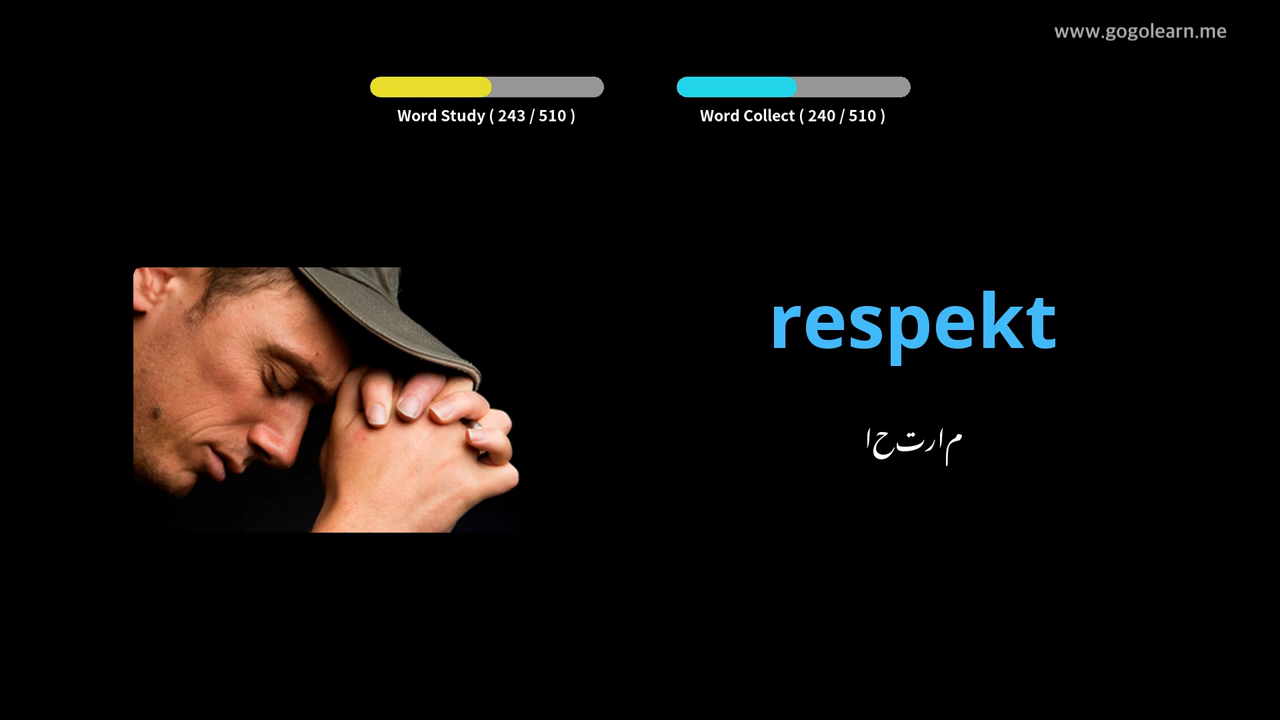 www.gogolearn.me
Word Study ( 243 / 510 )
Word Collect ( 240 / 510 )
respekt
احترام